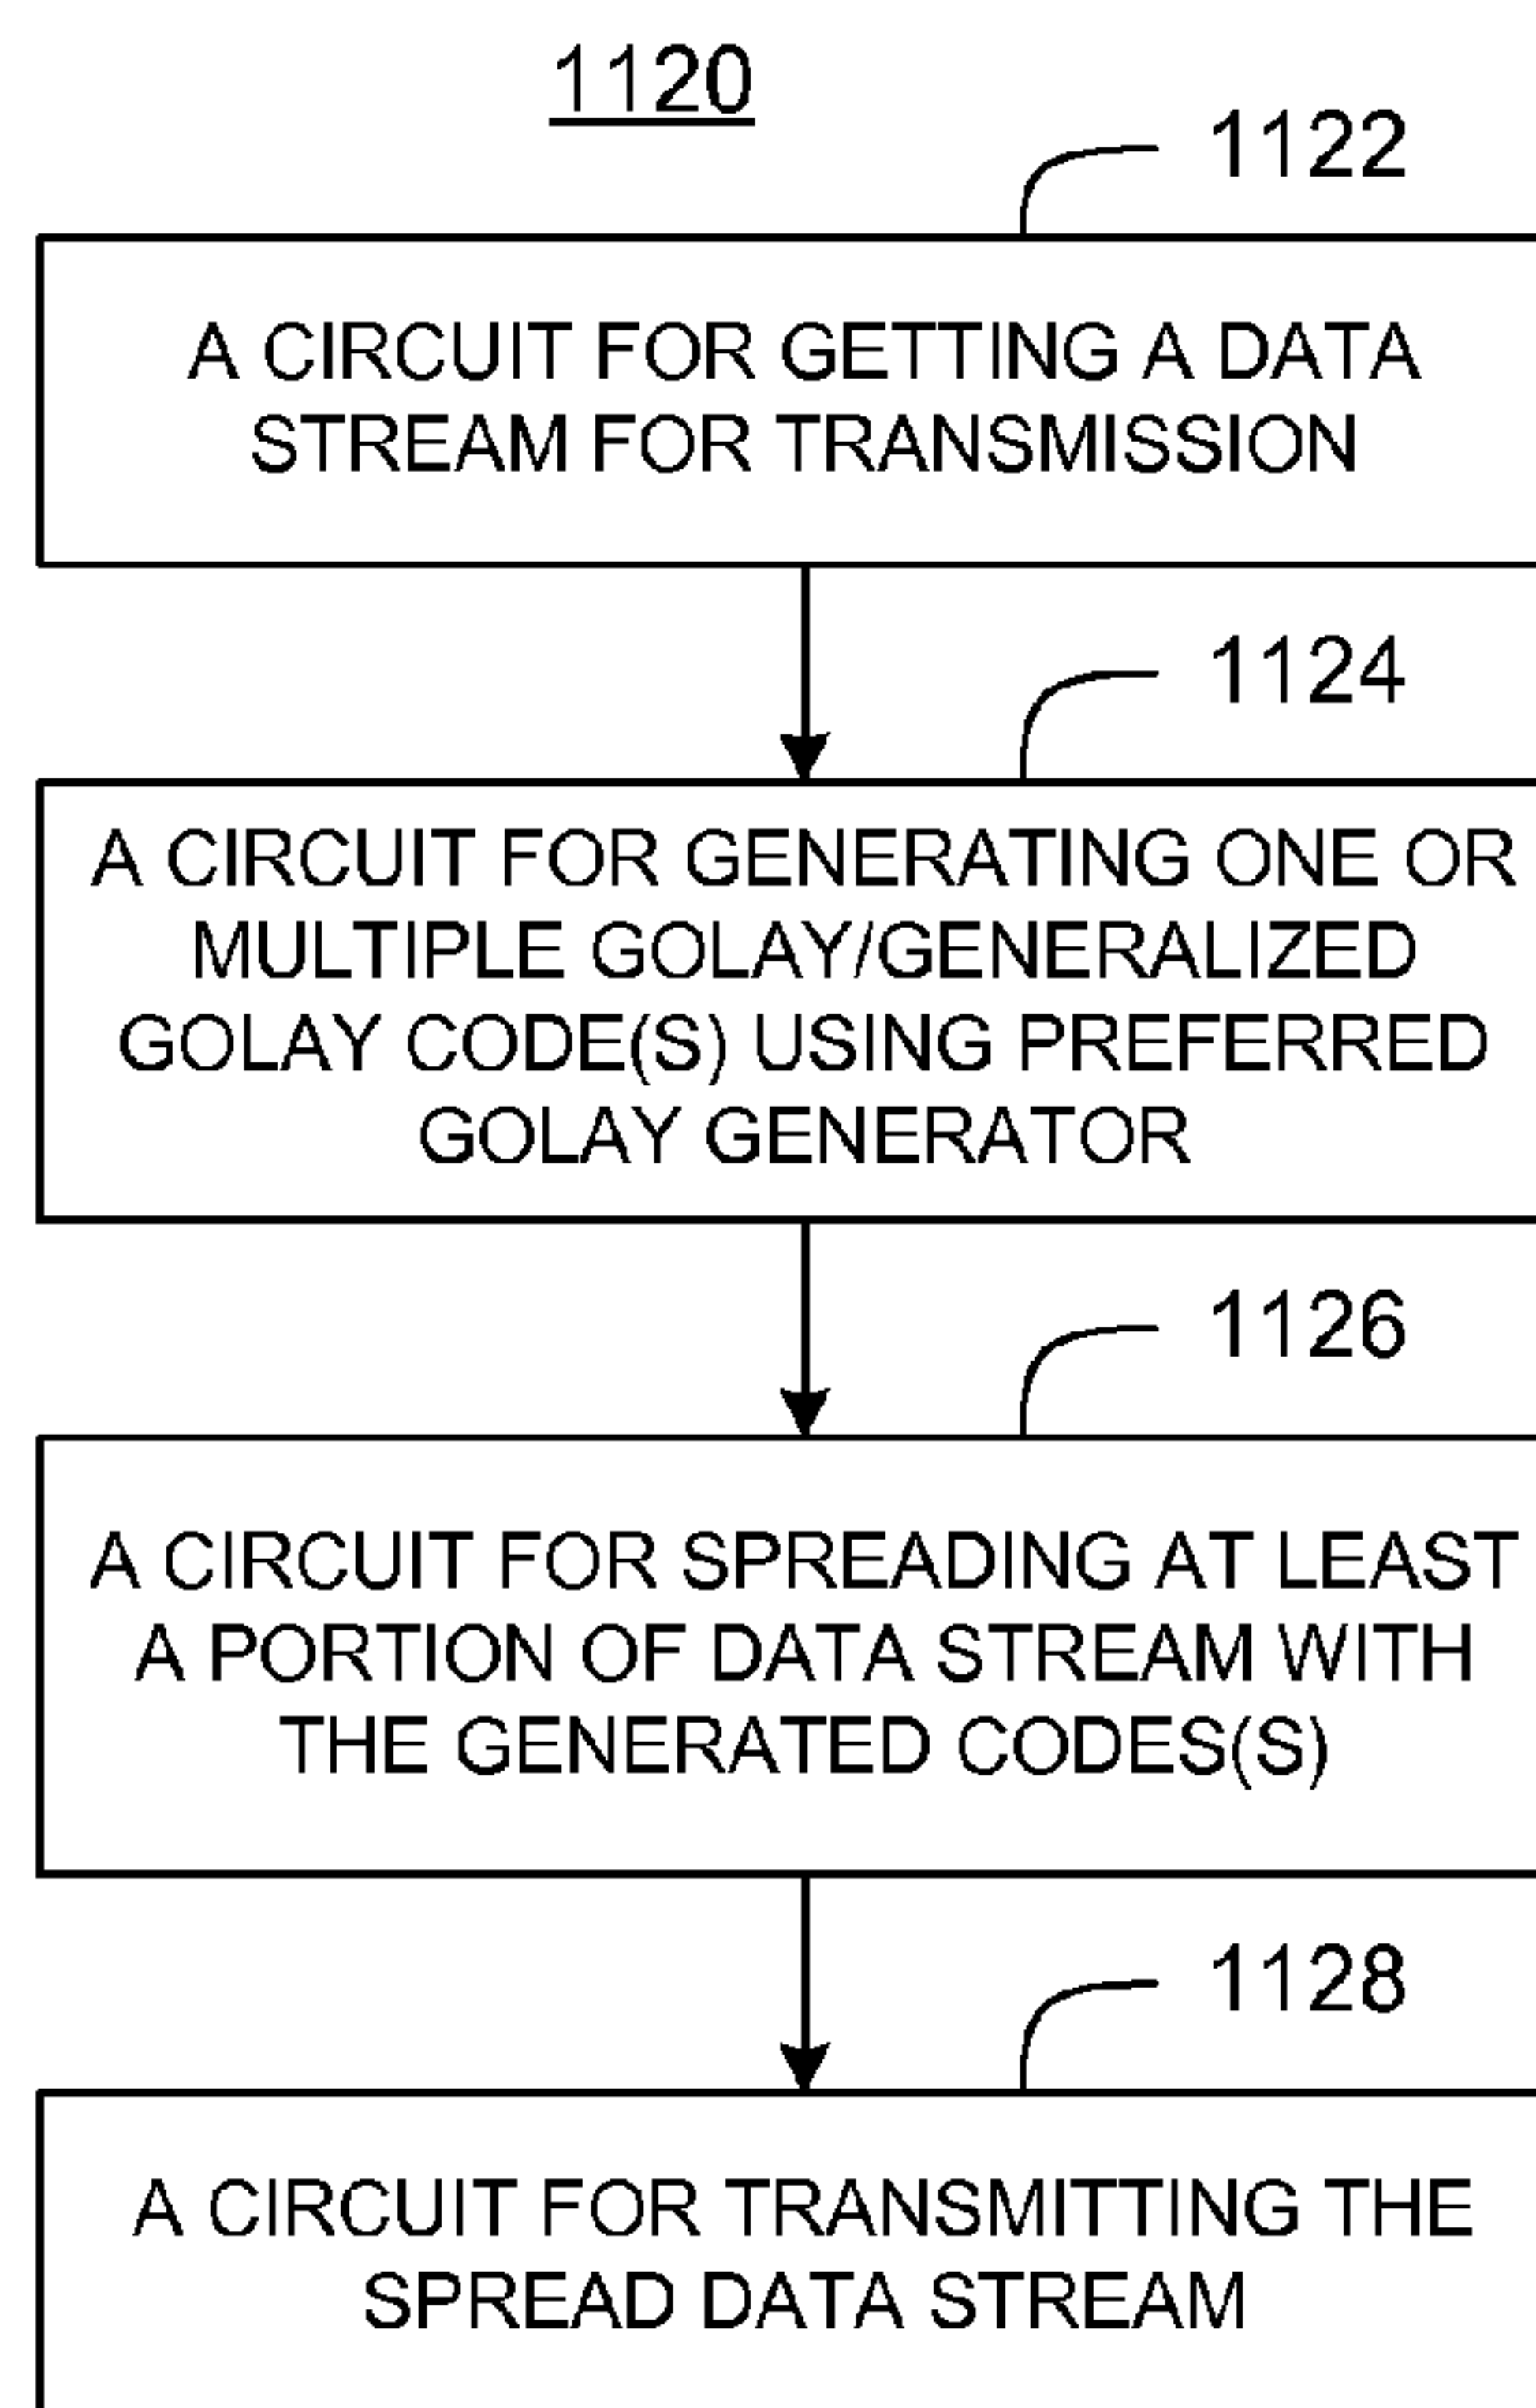 1120
1122
A CIRCUIT FOR GETTING A DATA
STREAM FOR TRANSMISSION
1124
A CIRCUIT FOR GENERATING ONE OR
MULTIPLE GOLAY/GENERALIZED
GOLAY CODE(S) USING PREFERRED
GOLAY GENERATOR
1126
A CIRCUIT FOR SPREADING AT LEAST
A PORTION OF DATA STREAM WITH
THE GENERATED CODES(S)
1128
A CIRCUIT FOR TRANSMITTING THE
SPREAD DATA STREAM